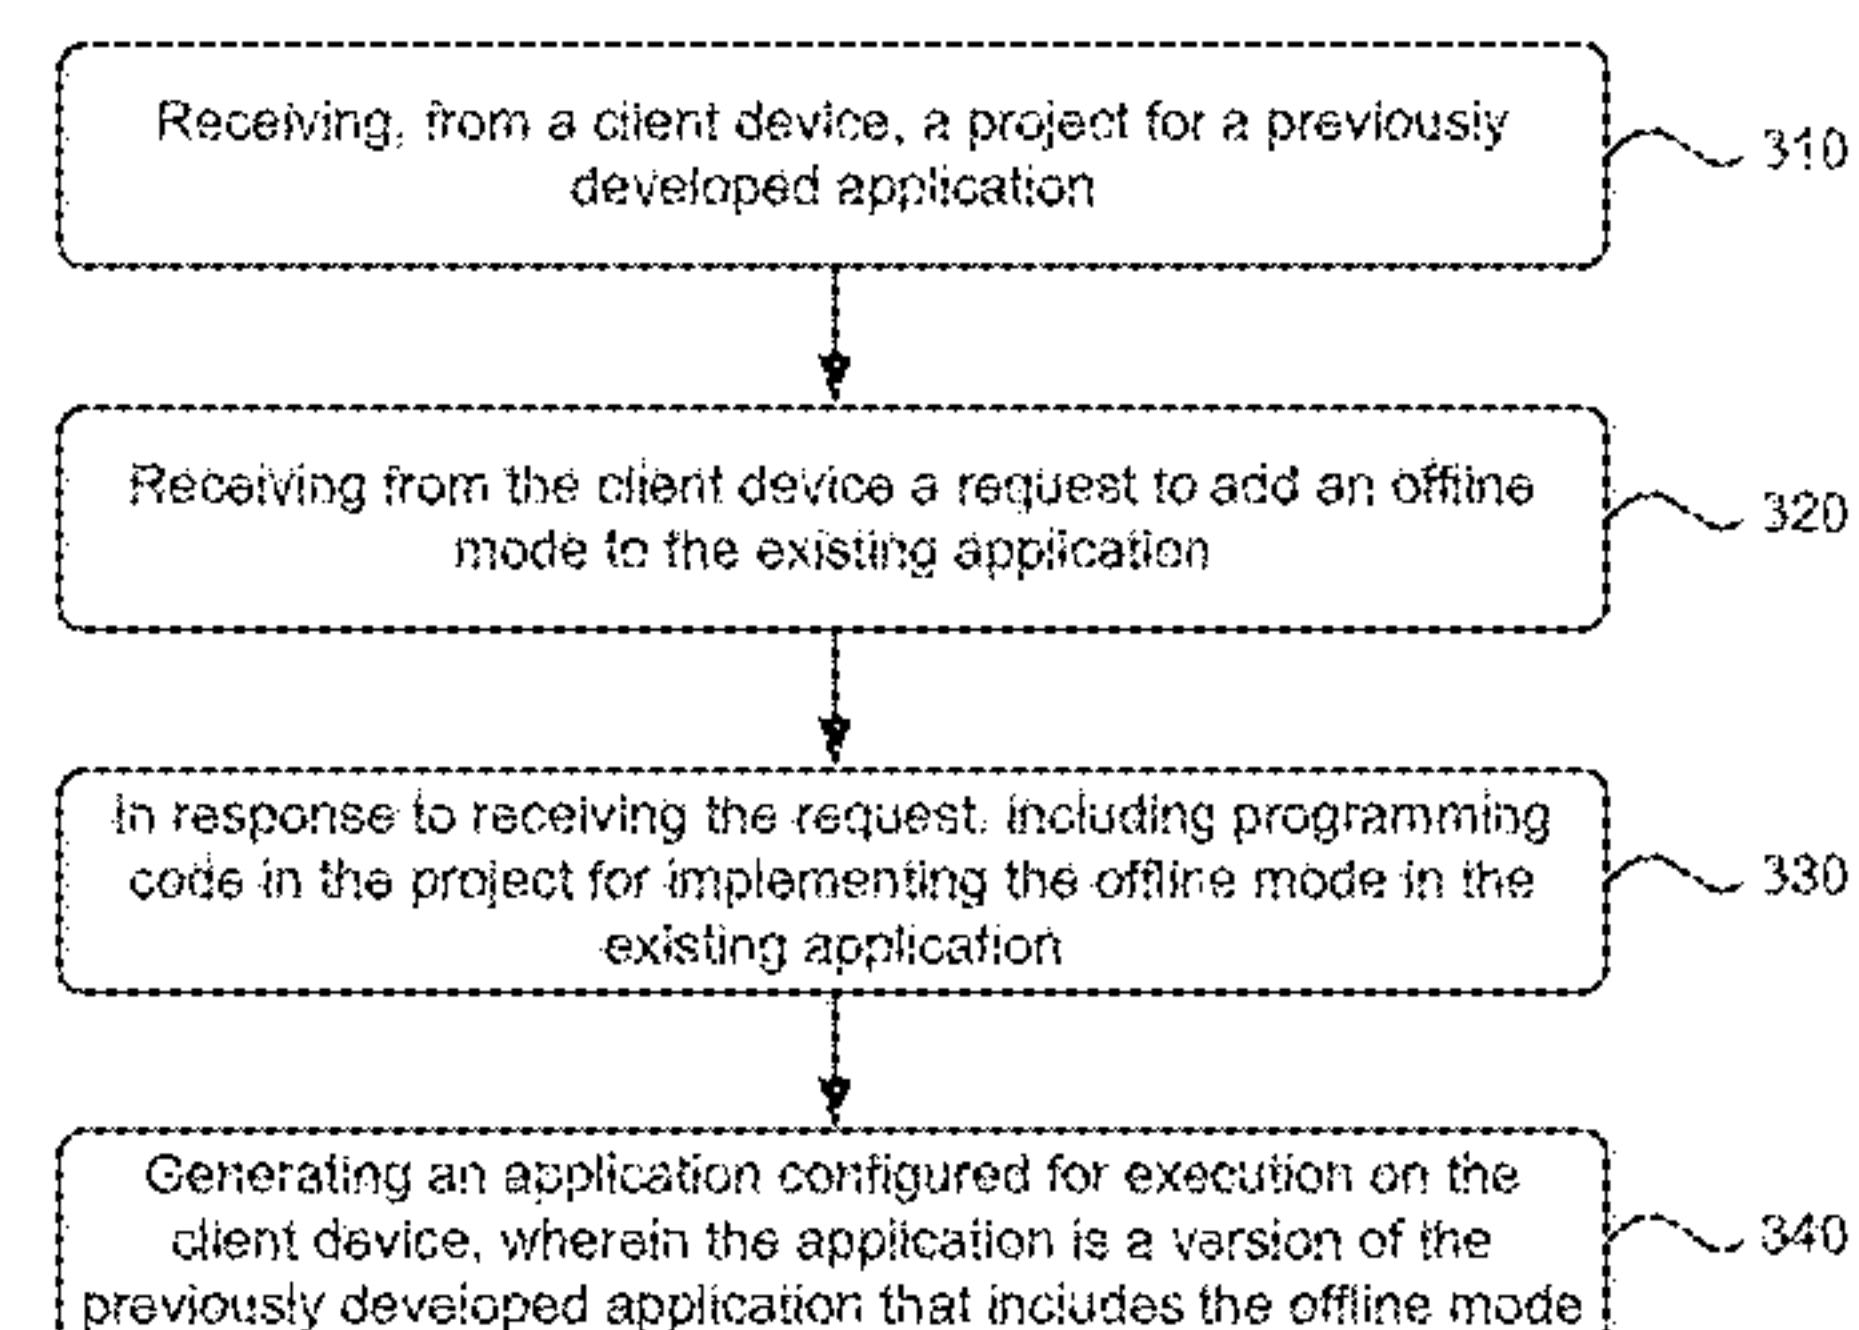 Receiving, from a client device, a project for a previously
developed application
310
Receiving from the client device a request to add an offline
mode to the existing application
320
In response to receiving the request, including programming
code in the project for implementing the offline mode in the
existing application
330
Generating an application configured for execution on the
client device, wherein the application is a version of the
previously developed application that includes the offline mode
340